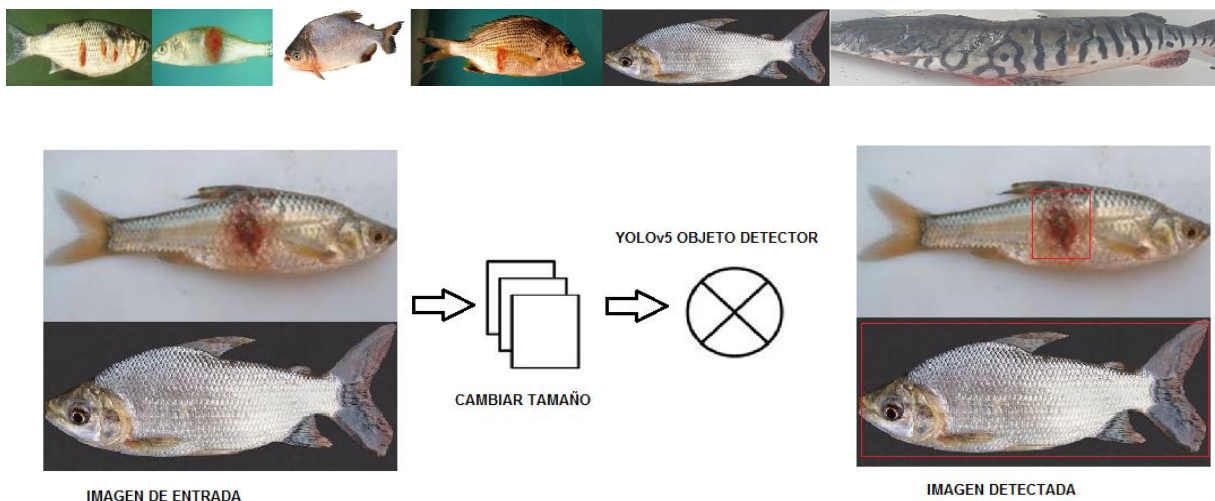 YOLOv5 OBJETO DETECTOR
CAMBIAR TAMAÑO
IMAGEN DE ENTRADA
IMAGEN DETECTADA